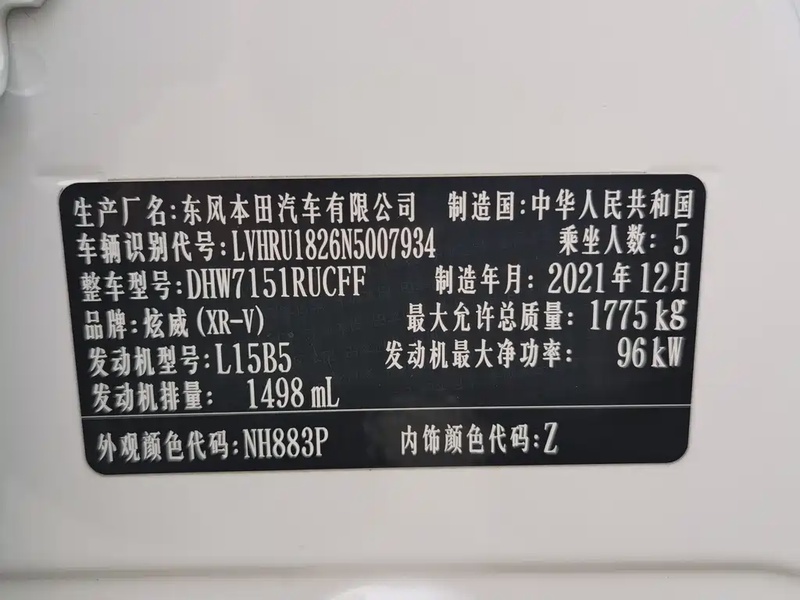 生产厂名:东风本田汽车有限公司 制造国:中华人民共和国
车辆识别代号:LVHRU1826N5007934 乘坐人数:5
整车型号:DHW7151RUCFF 制造年月:2021年12月
品牌:炫威(XR-V) 最大允许总质量:1775kg
发动机型号:L15B5 发动机最大净功率:96kW
发动机排量:1498mL
外观颜色代码:NH883P 内饰颜色代码:Z